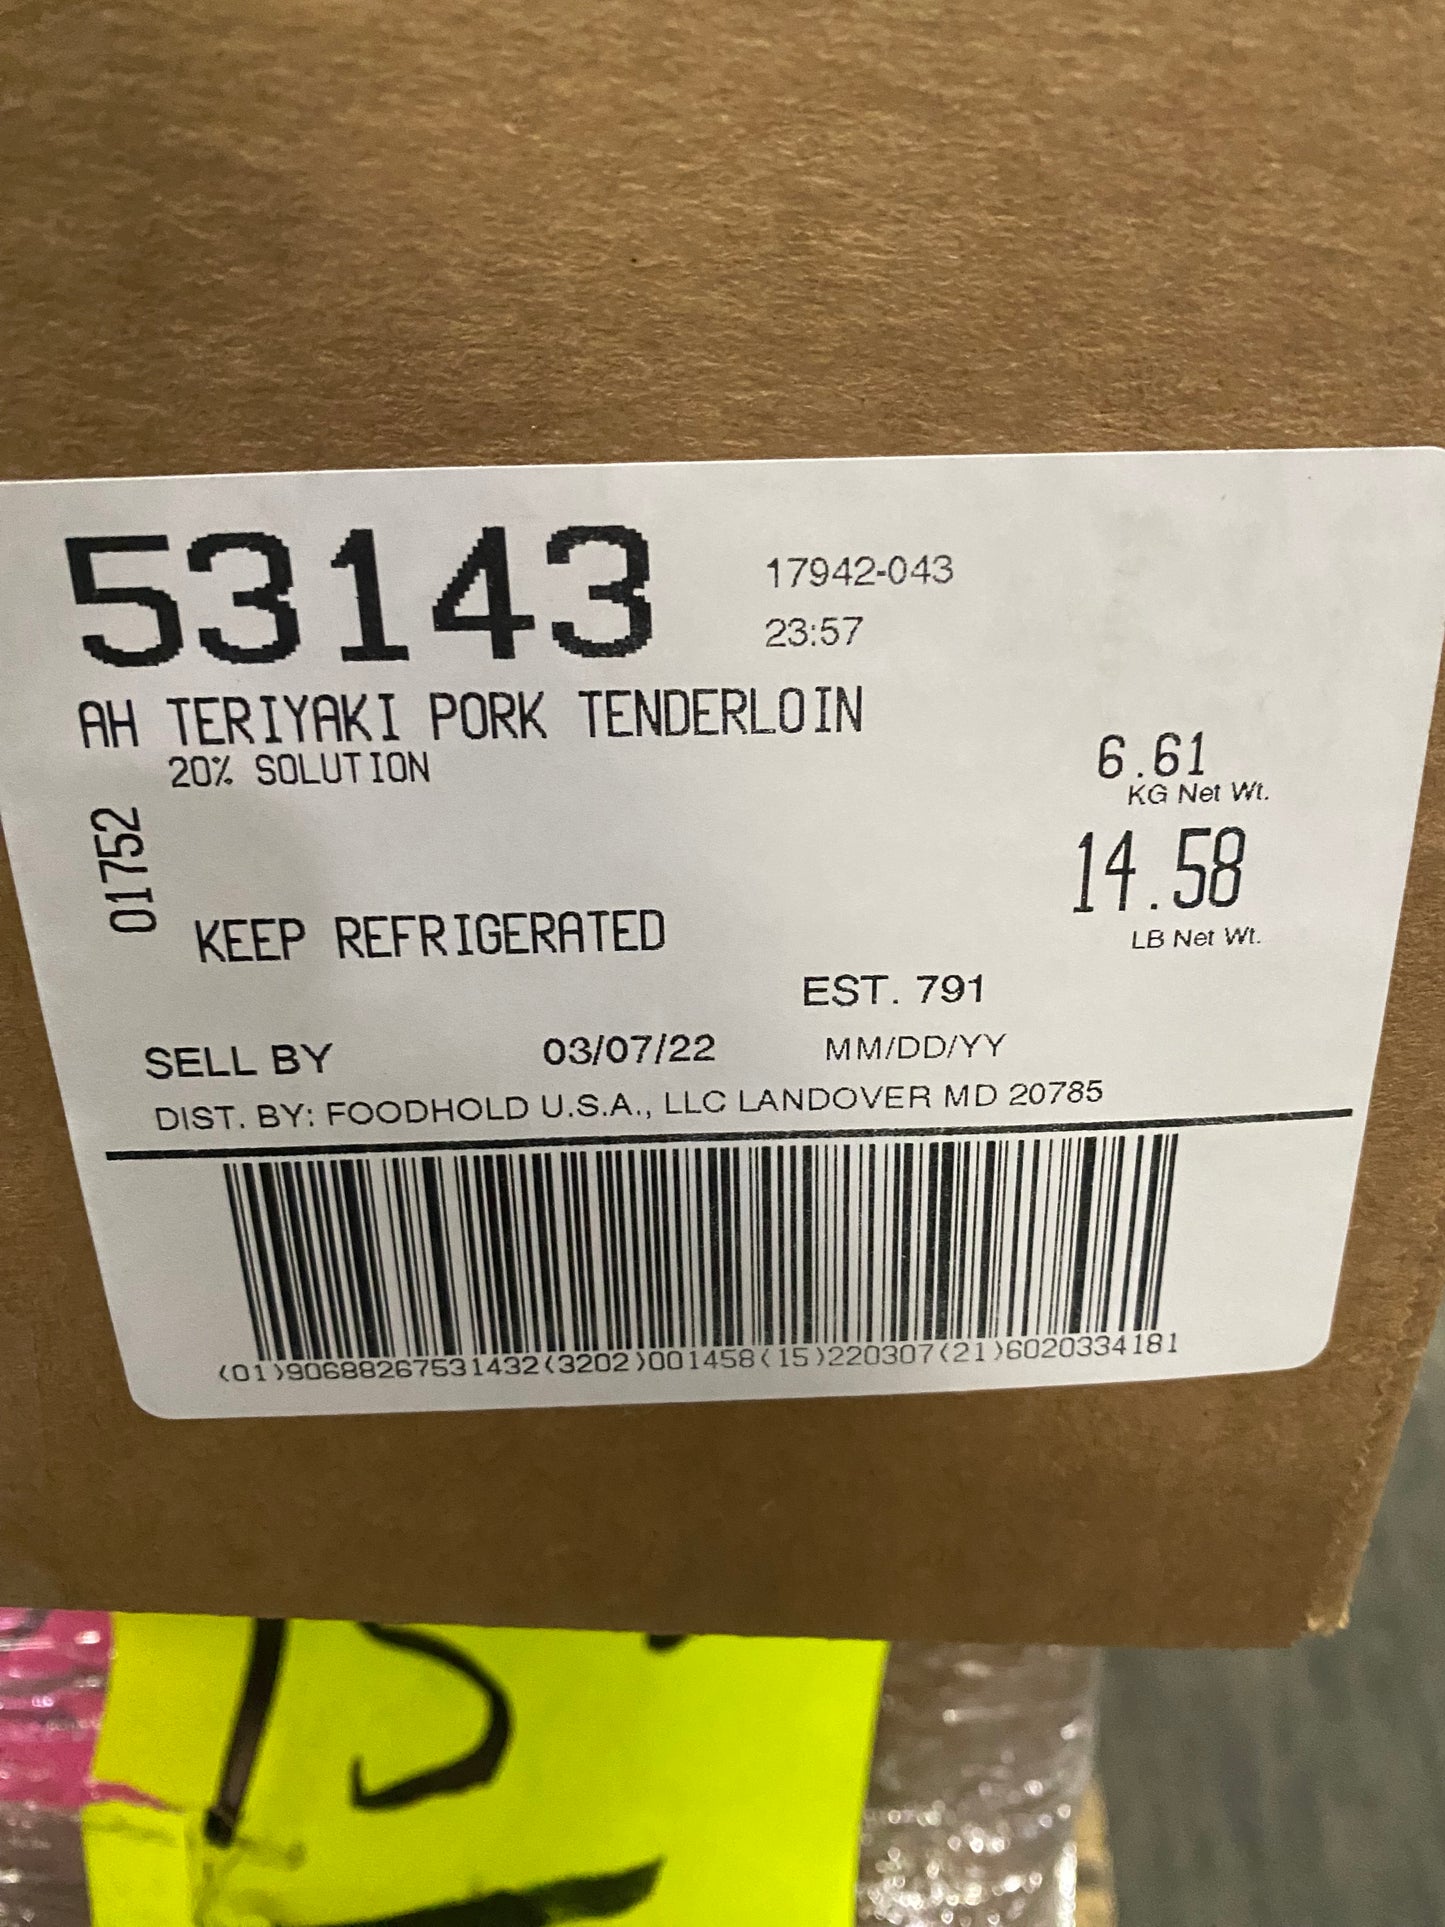 53143
17942-043
23:57
AH TERIYAKI PORK TENDERLOIN
20% SOLUTION
6.61
KG Net Wt.
01752
14.58
LB Net Wt.
KEEP REFRIGERATED
EST. 791
SELL BY 03/07/22 MM/DD/YY
DIST. BY: FOODHOLD U.S.A., LLC LANDOVER MD 20785
(01)90688267531432(3202)001458(15)220307(21)6020334181